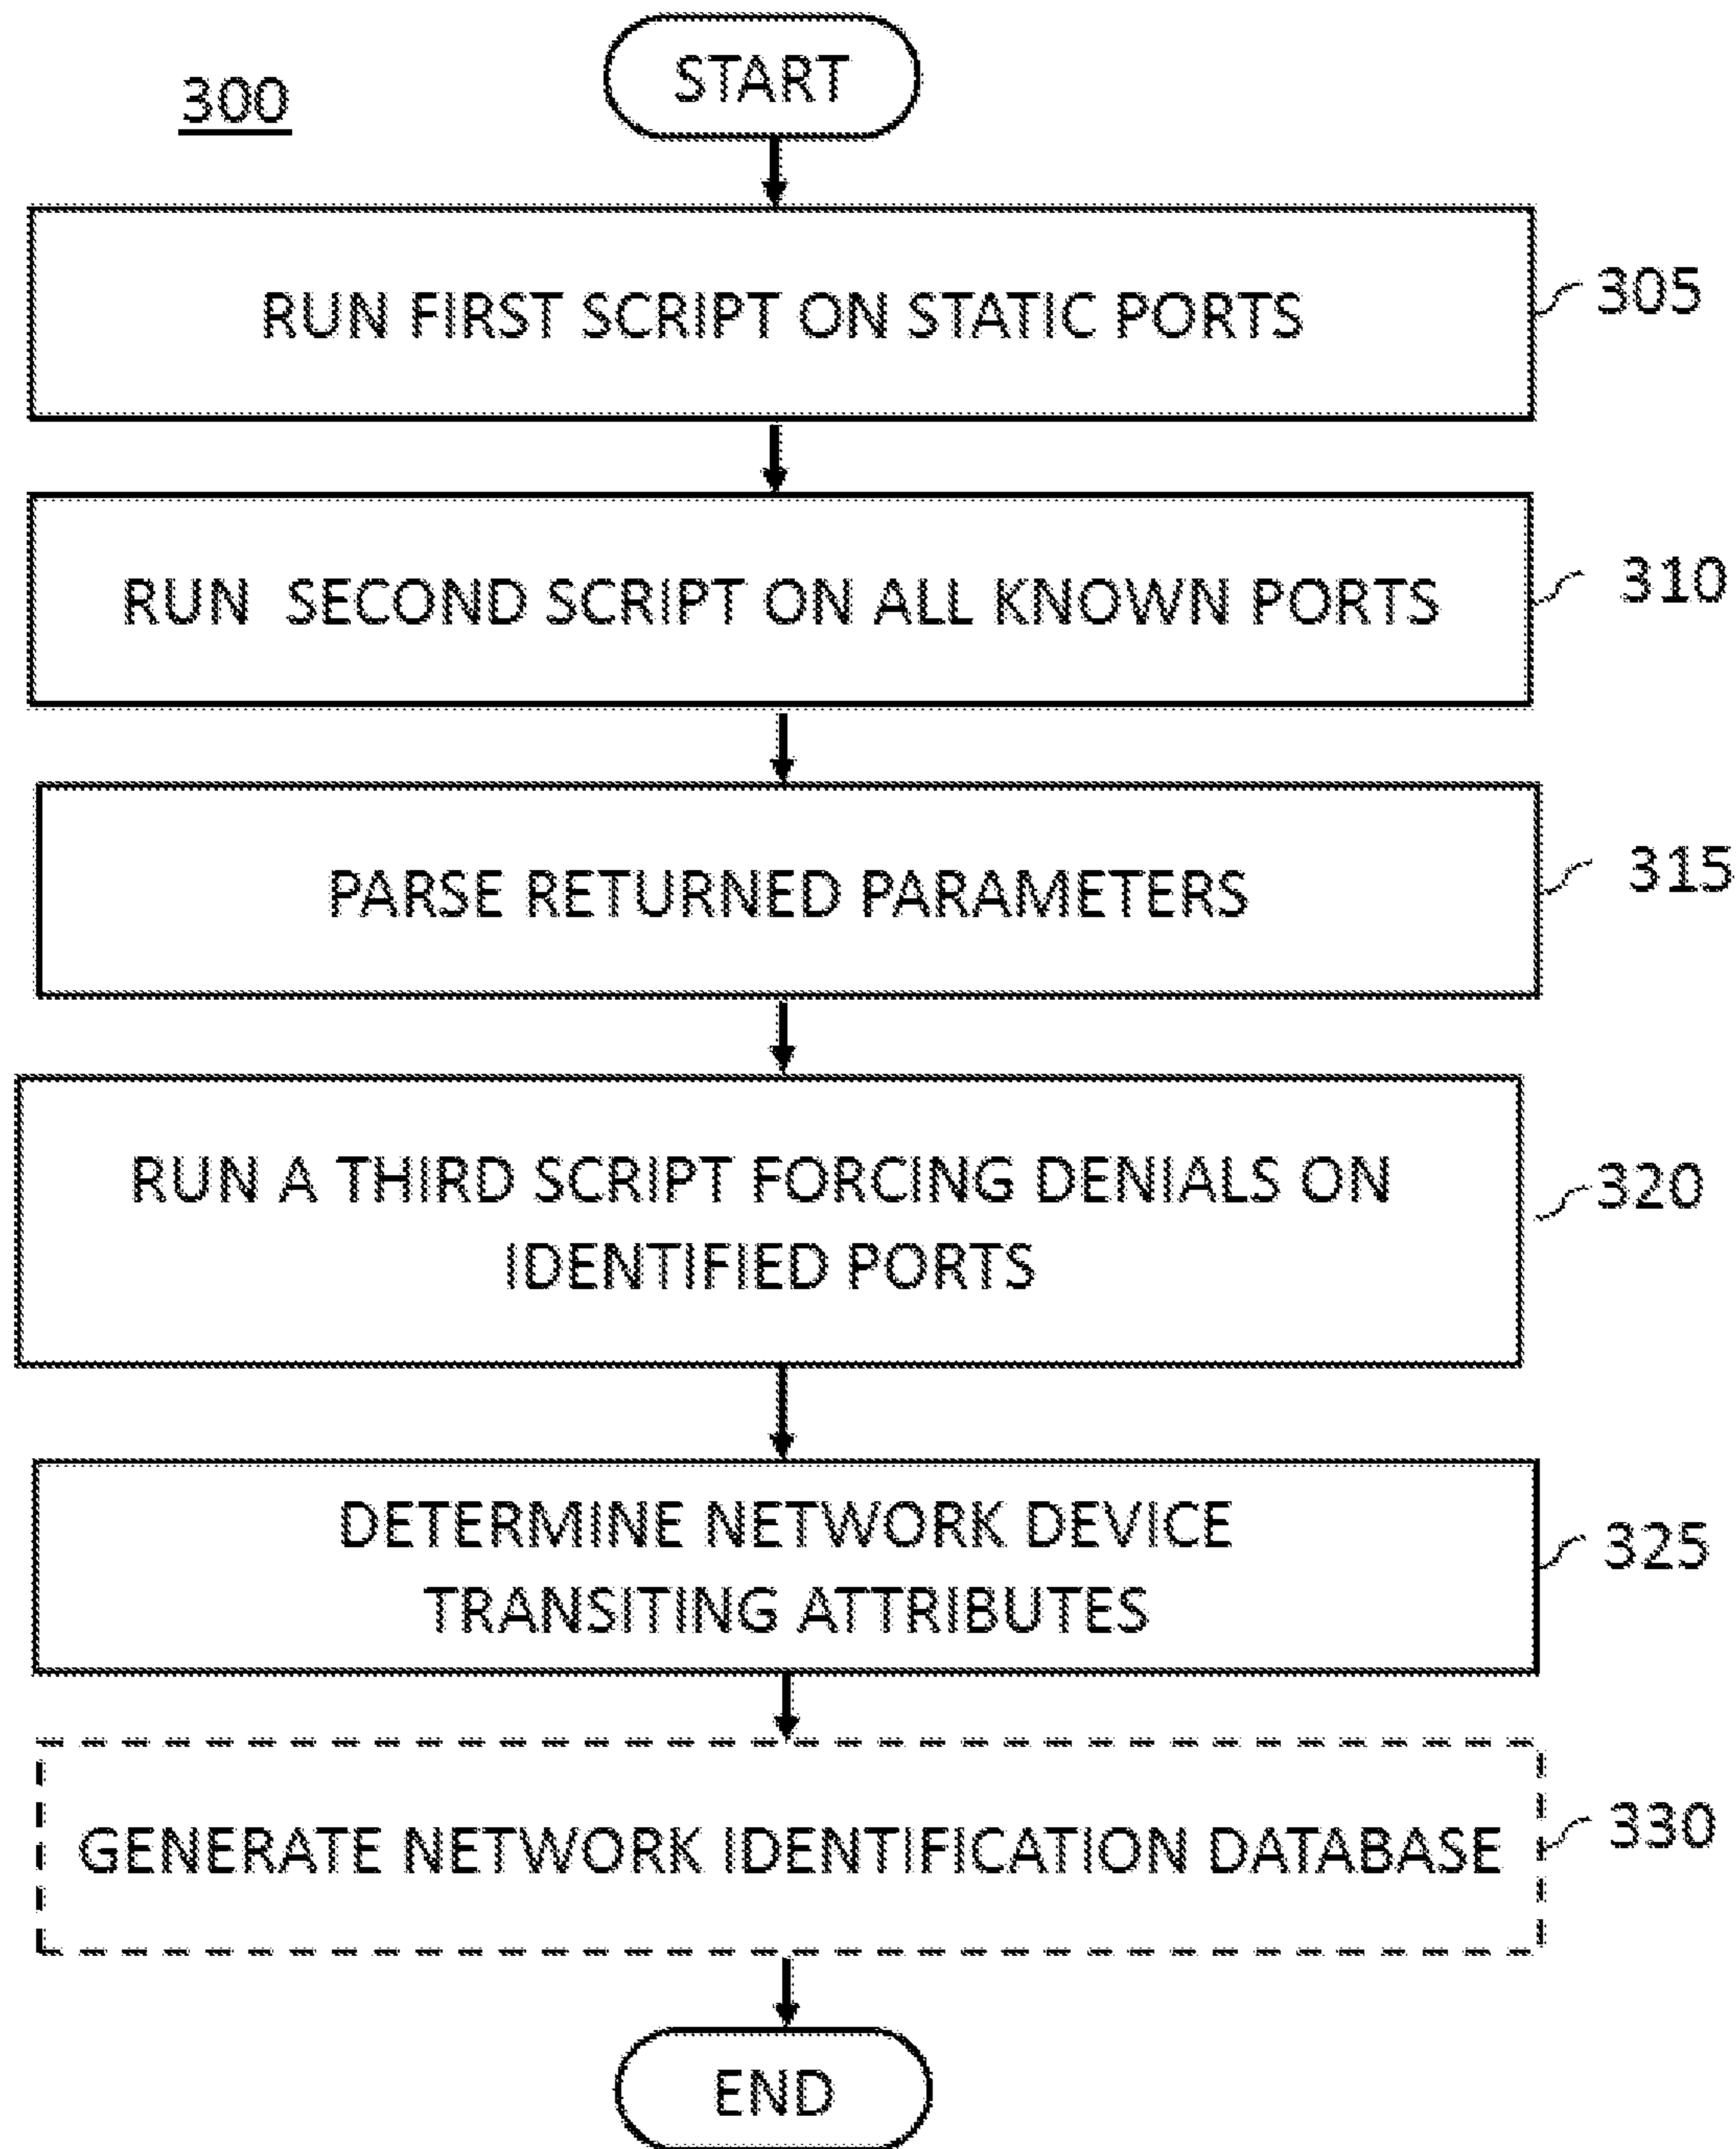 300
START
RUN FIRST SCRIPT ON STATIC PORTS
305
RUN SECOND SCRIPT ON ALL KNOWN PORTS
310
PARSE RETURNED PARAMETERS
315
RUN A THIRD SCRIPT FORCING DENIALS ON
IDENTIFIED PORTS
320
DETERMINE NETWORK DEVICE
TRANSITING ATTRIBUTES
325
GENERATE NETWORK IDENTIFICATION DATABASE
330
END